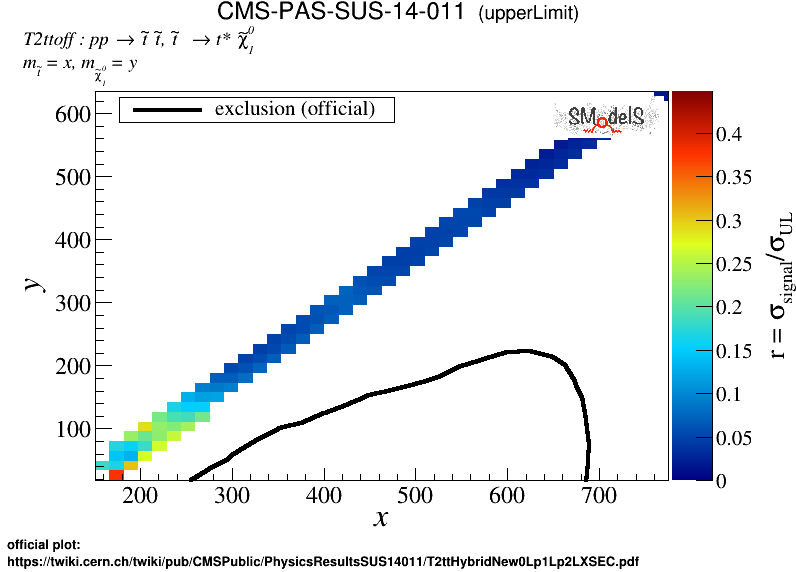 CMS-PAS-SUS-14-011 (upperLimit)
T2ttoff : pp → t̃ t̃, t̃ → t* χ̃₁⁰
m_t̃ = x, m_χ̃₁⁰ = y
exclusion (official)
SModelS
600
500
400
300
200
100
y
200 300 400 500 600 700
x
0.4
0.35
0.3
0.25
0.2
0.15
0.1
0.05
0
r = σ_signal/σ_UL
official plot:
https://twiki.cern.ch/twiki/pub/CMSPublic/PhysicsResultsSUS14011/T2ttHybridNew0Lp1Lp2LXSEC.pdf